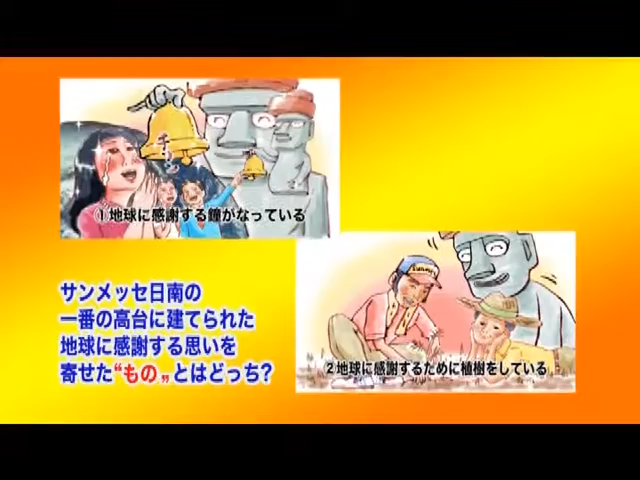 ①地球に感謝する鐘がなっている
サンメッセ日南の
一番の高台に建てられた
地球に感謝する思いを
寄せた“もの„とはどっち?
②地球に感謝するために植樹をしている